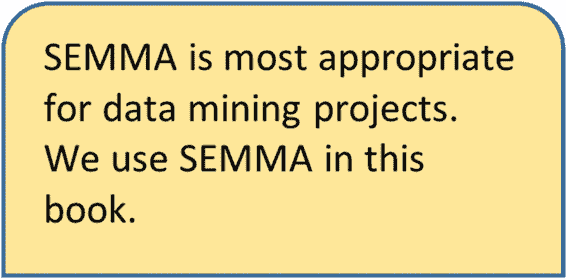 SEMMA is most appropriate
for data mining projects.
We use SEMMA in this
book.